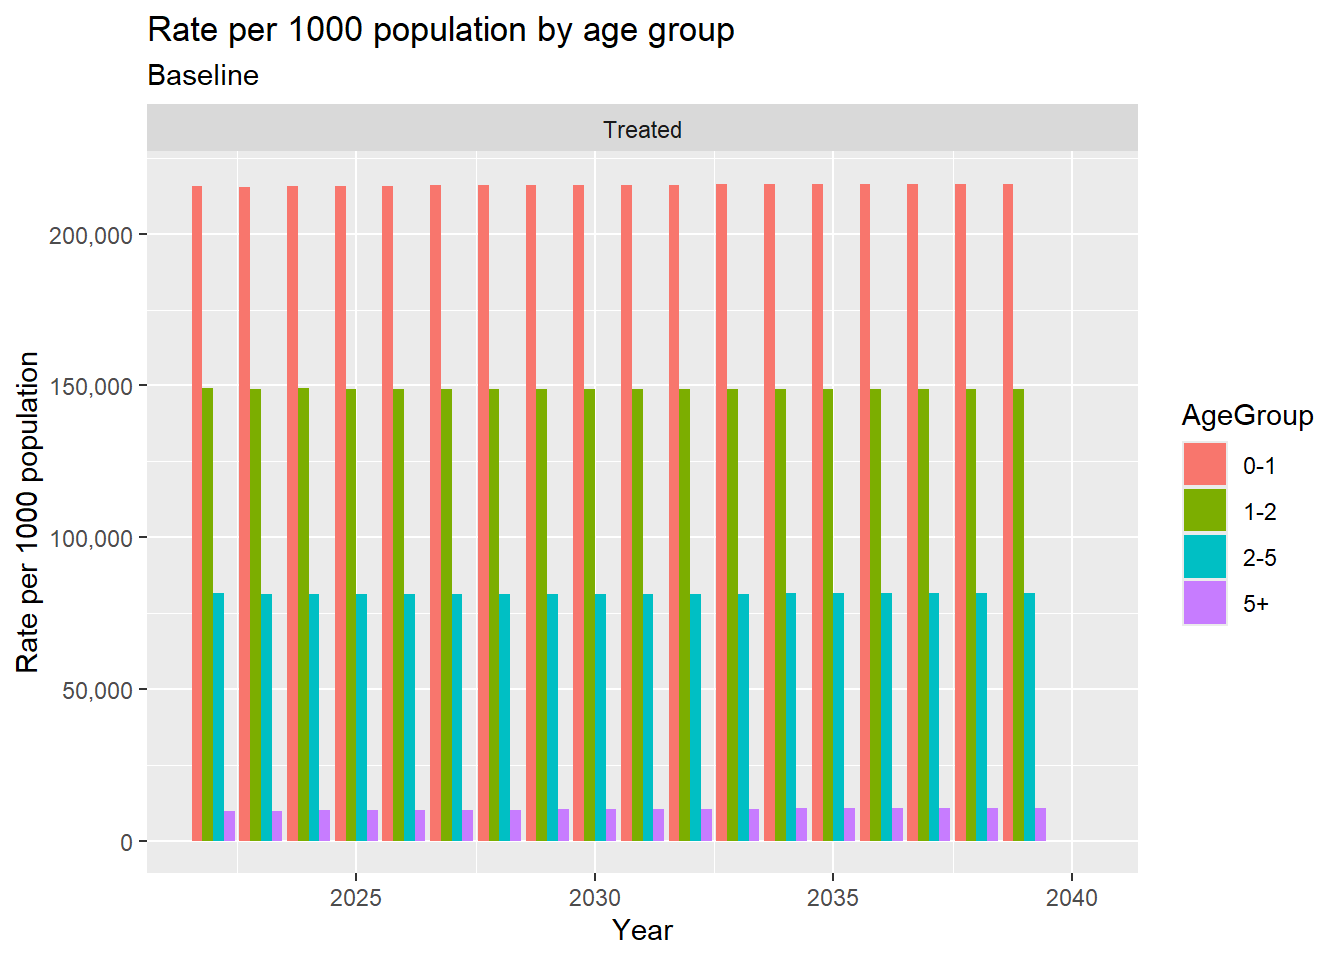 Rate per 1000 population by age group
Baseline
Treated
Rate per 1000 population
200,000
150,000
100,000
50,000
0
2025
2030
2035
2040
Year
AgeGroup
0-1
1-2
2-5
5+